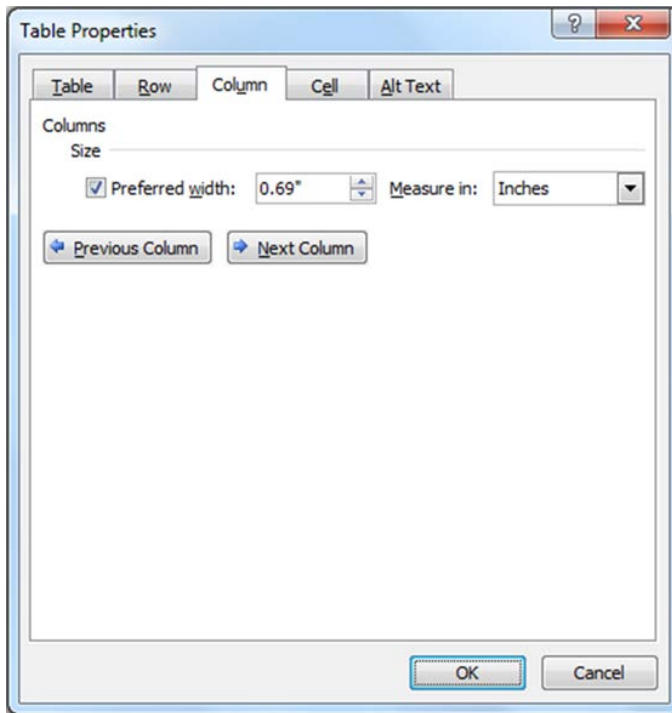 Table Properties
Table Row Column Cell Alt Text
Columns
Size
Preferred width: 0.69" Measure in: Inches
Previous Column Next Column
OK Cancel